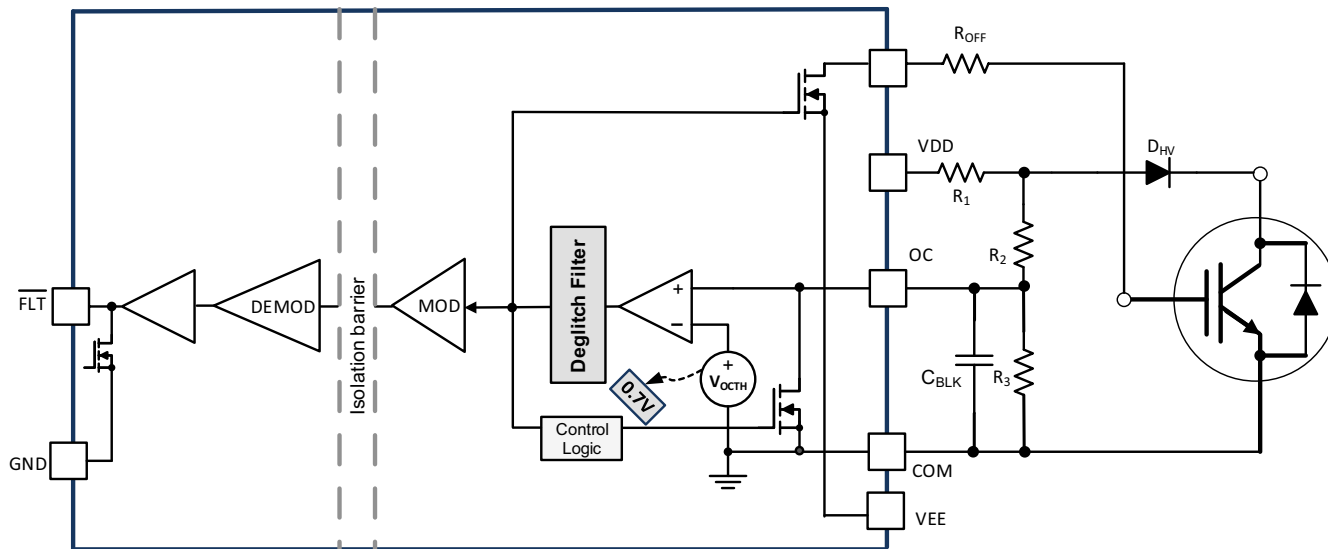 R_OFF
VDD
D_HV
R_1
Deglitch Filter
OC
R_2
+
−
FLT
DEMOD
Isolation barrier
MOD
+
V_OCTH
0.7V
C_BLK
R_3
Control
Logic
GND
COM
VEE